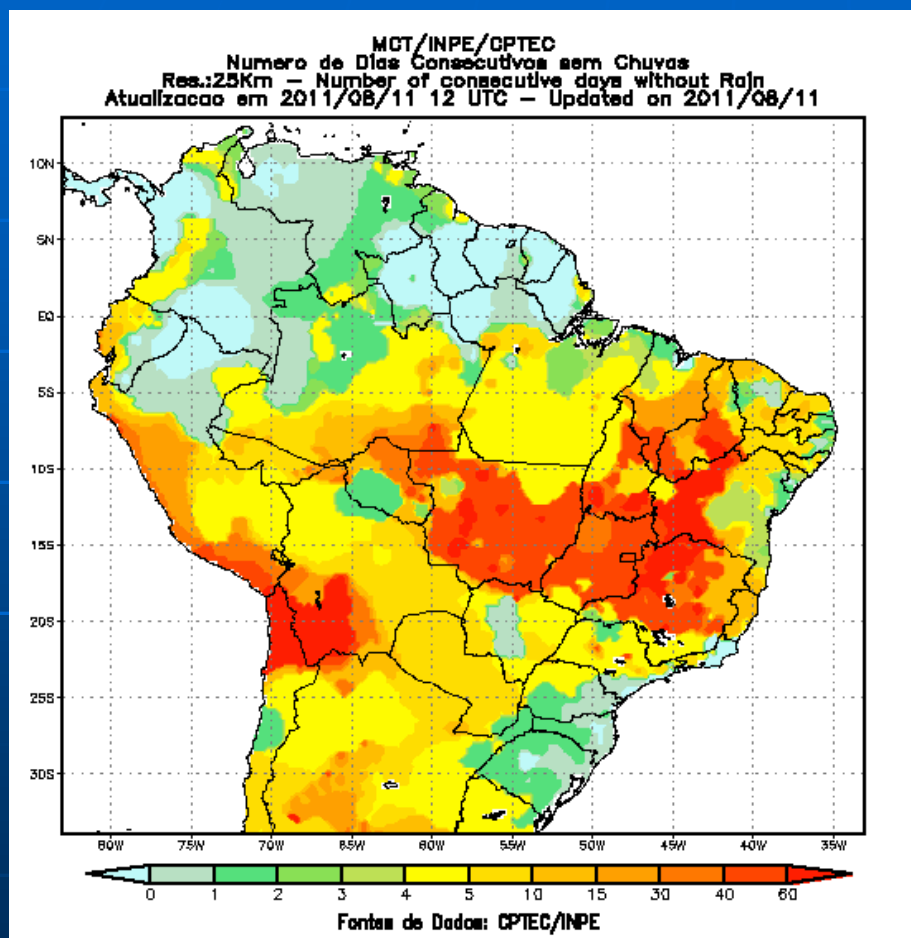 MCT/INPE/CPTEC
Numero de Dias Consecutivos sem Chuvas
Res.:25Km – Number of consecutive days without Rain
Atualizacao em 2011/08/11 12 UTC – Updated on 2011/08/11
10N
5N
EQ
5S
10S
15S
20S
25S
30S
80W 75W 70W 65W 60W 55W 50W 45W 40W 35W
0 1 2 3 4 5 10 15 30 40 60
Fontes de Dados: CPTEC/INPE